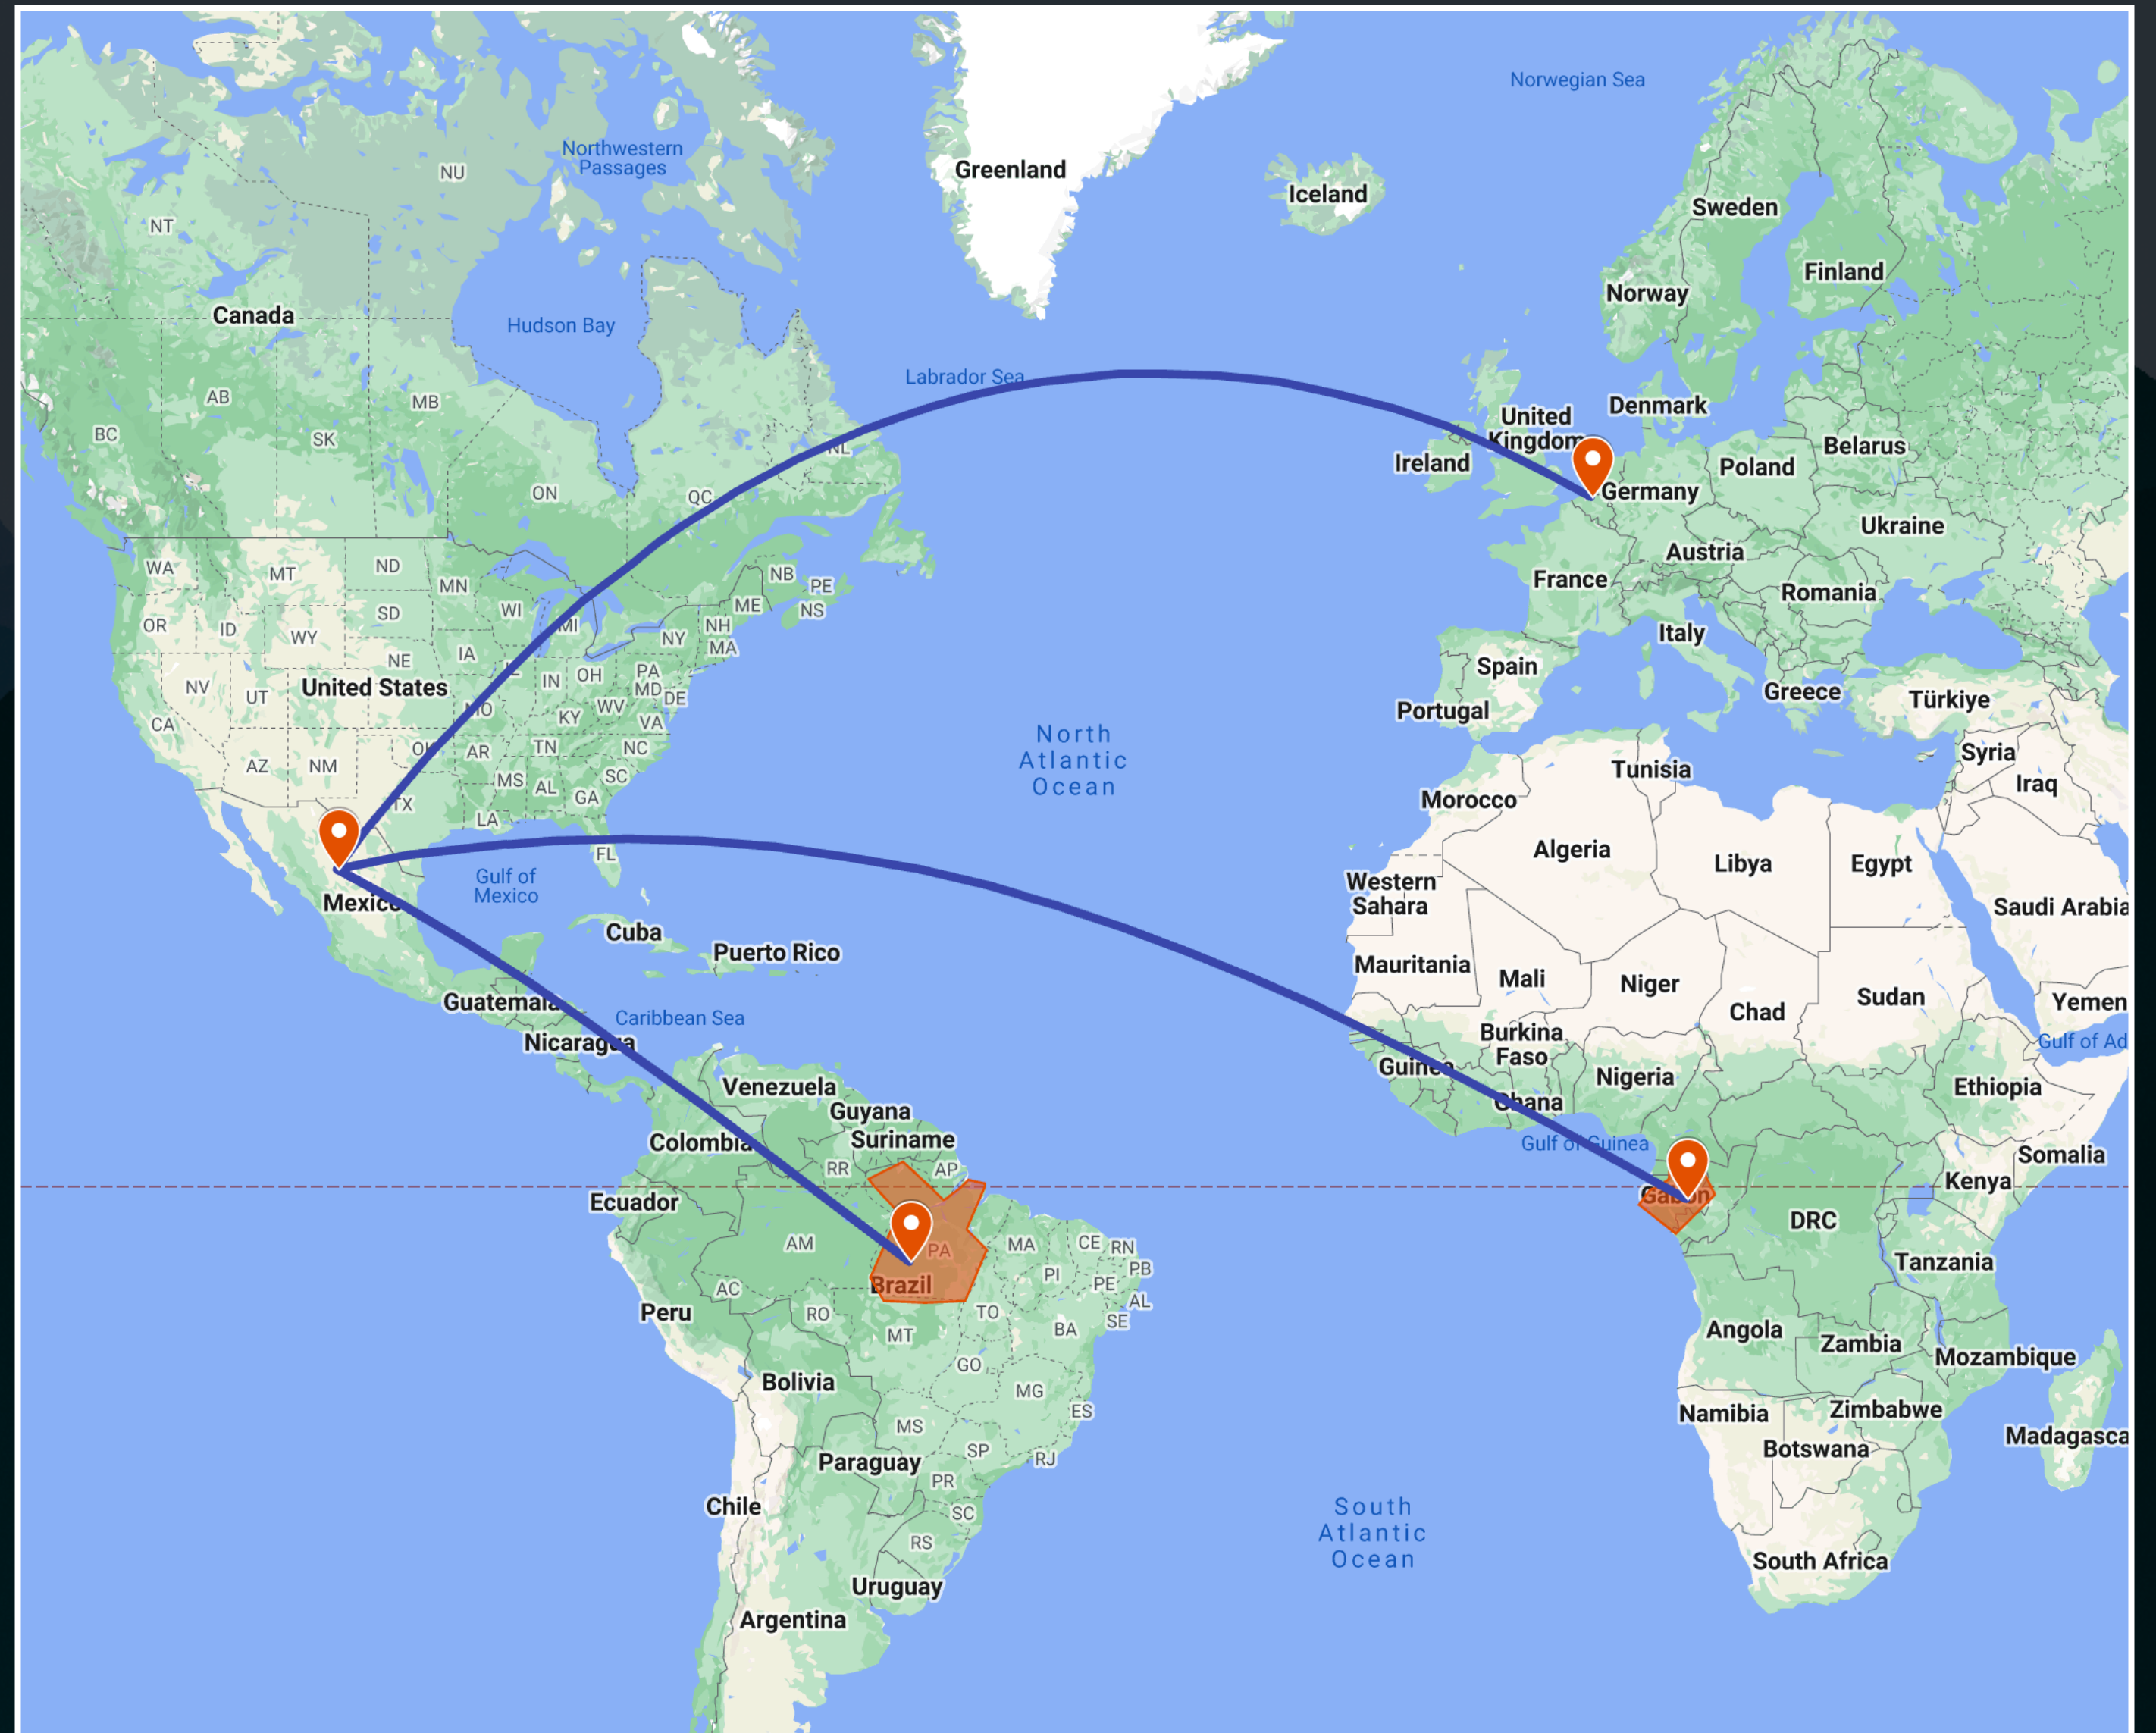 Norwegian Sea
Northwestern
Passages
NU
Greenland
Iceland
NT
Sweden
Finland
Norway
Canada
Hudson Bay
Labrador Sea
AB
MB
SK
BC
United
Kingdom
Denmark
NL
Belarus
Ireland
Poland
Germany
ON
QC
Ukraine
Austria
France
Romania
WA
MT
ND
MN
NB
PE
OR
ID
WY
SD
WI
MI
ME
NS
NH
NY
MA
Italy
NE
IA
Spain
NV
UT
United States
IN
OH
PA
MD
DE
Greece
Türkiye
CA
MO
KY
WV
VA
Portugal
North
Atlantic
Ocean
AZ
NM
OK
AR
TN
NC
Syria
Iraq
Tunisia
MS
AL
SC
GA
Morocco
TX
LA
FL
Algeria
Libya
Egypt
Gulf of
Mexico
Western
Sahara
Saudi Arabia
Mexico
Cuba
Puerto Rico
Mauritania
Mali
Niger
Chad
Sudan
Yemen
Guatemala
Caribbean Sea
Nicaragua
Burkina
Faso
Gulf of Ad
Guinea
Nigeria
Ethiopia
Venezuela
Guyana
Ghana
Colombia
Suriname
Gulf of Guinea
Somalia
RR
AP
Kenya
Ecuador
Gabon
DRC
AM
PA
MA
CE
RN
Tanzania
PB
AC
Brazil
PI
PE
AL
Peru
RO
TO
SE
MT
BA
Angola
Zambia
Mozambique
GO
Bolivia
MG
ES
Namibia
Zimbabwe
MS
SP
RJ
Botswana
Madagasca
Paraguay
PR
Chile
SC
South
Atlantic
Ocean
RS
South Africa
Uruguay
Argentina